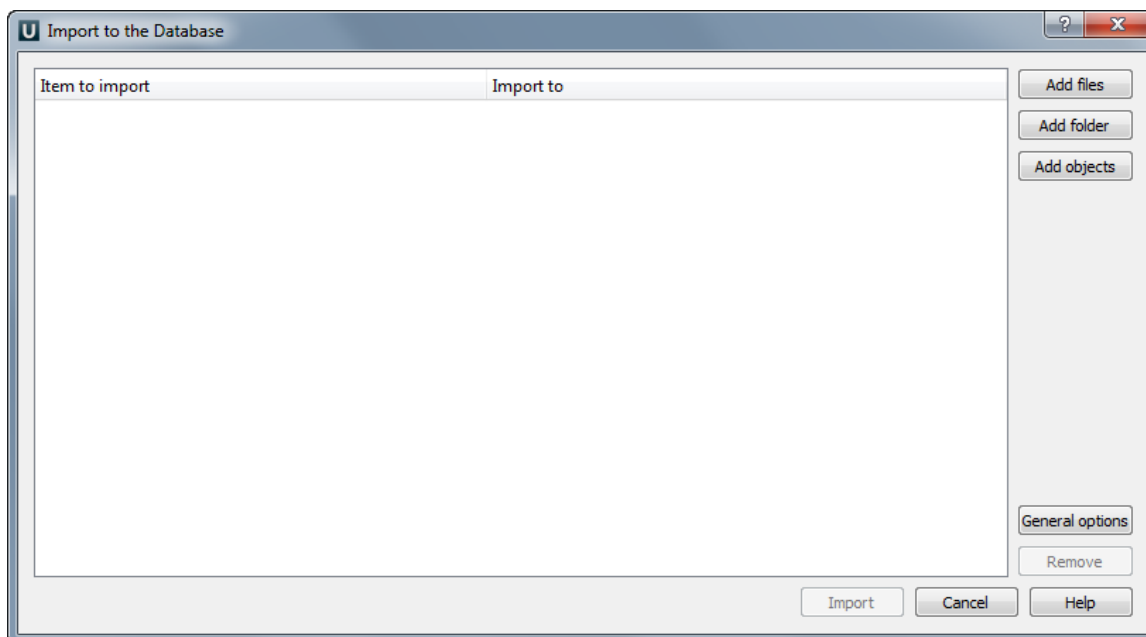 U Import to the Database ?
Item to import Import to Add files
Add folder
Add objects
General options
Remove
Import Cancel Help